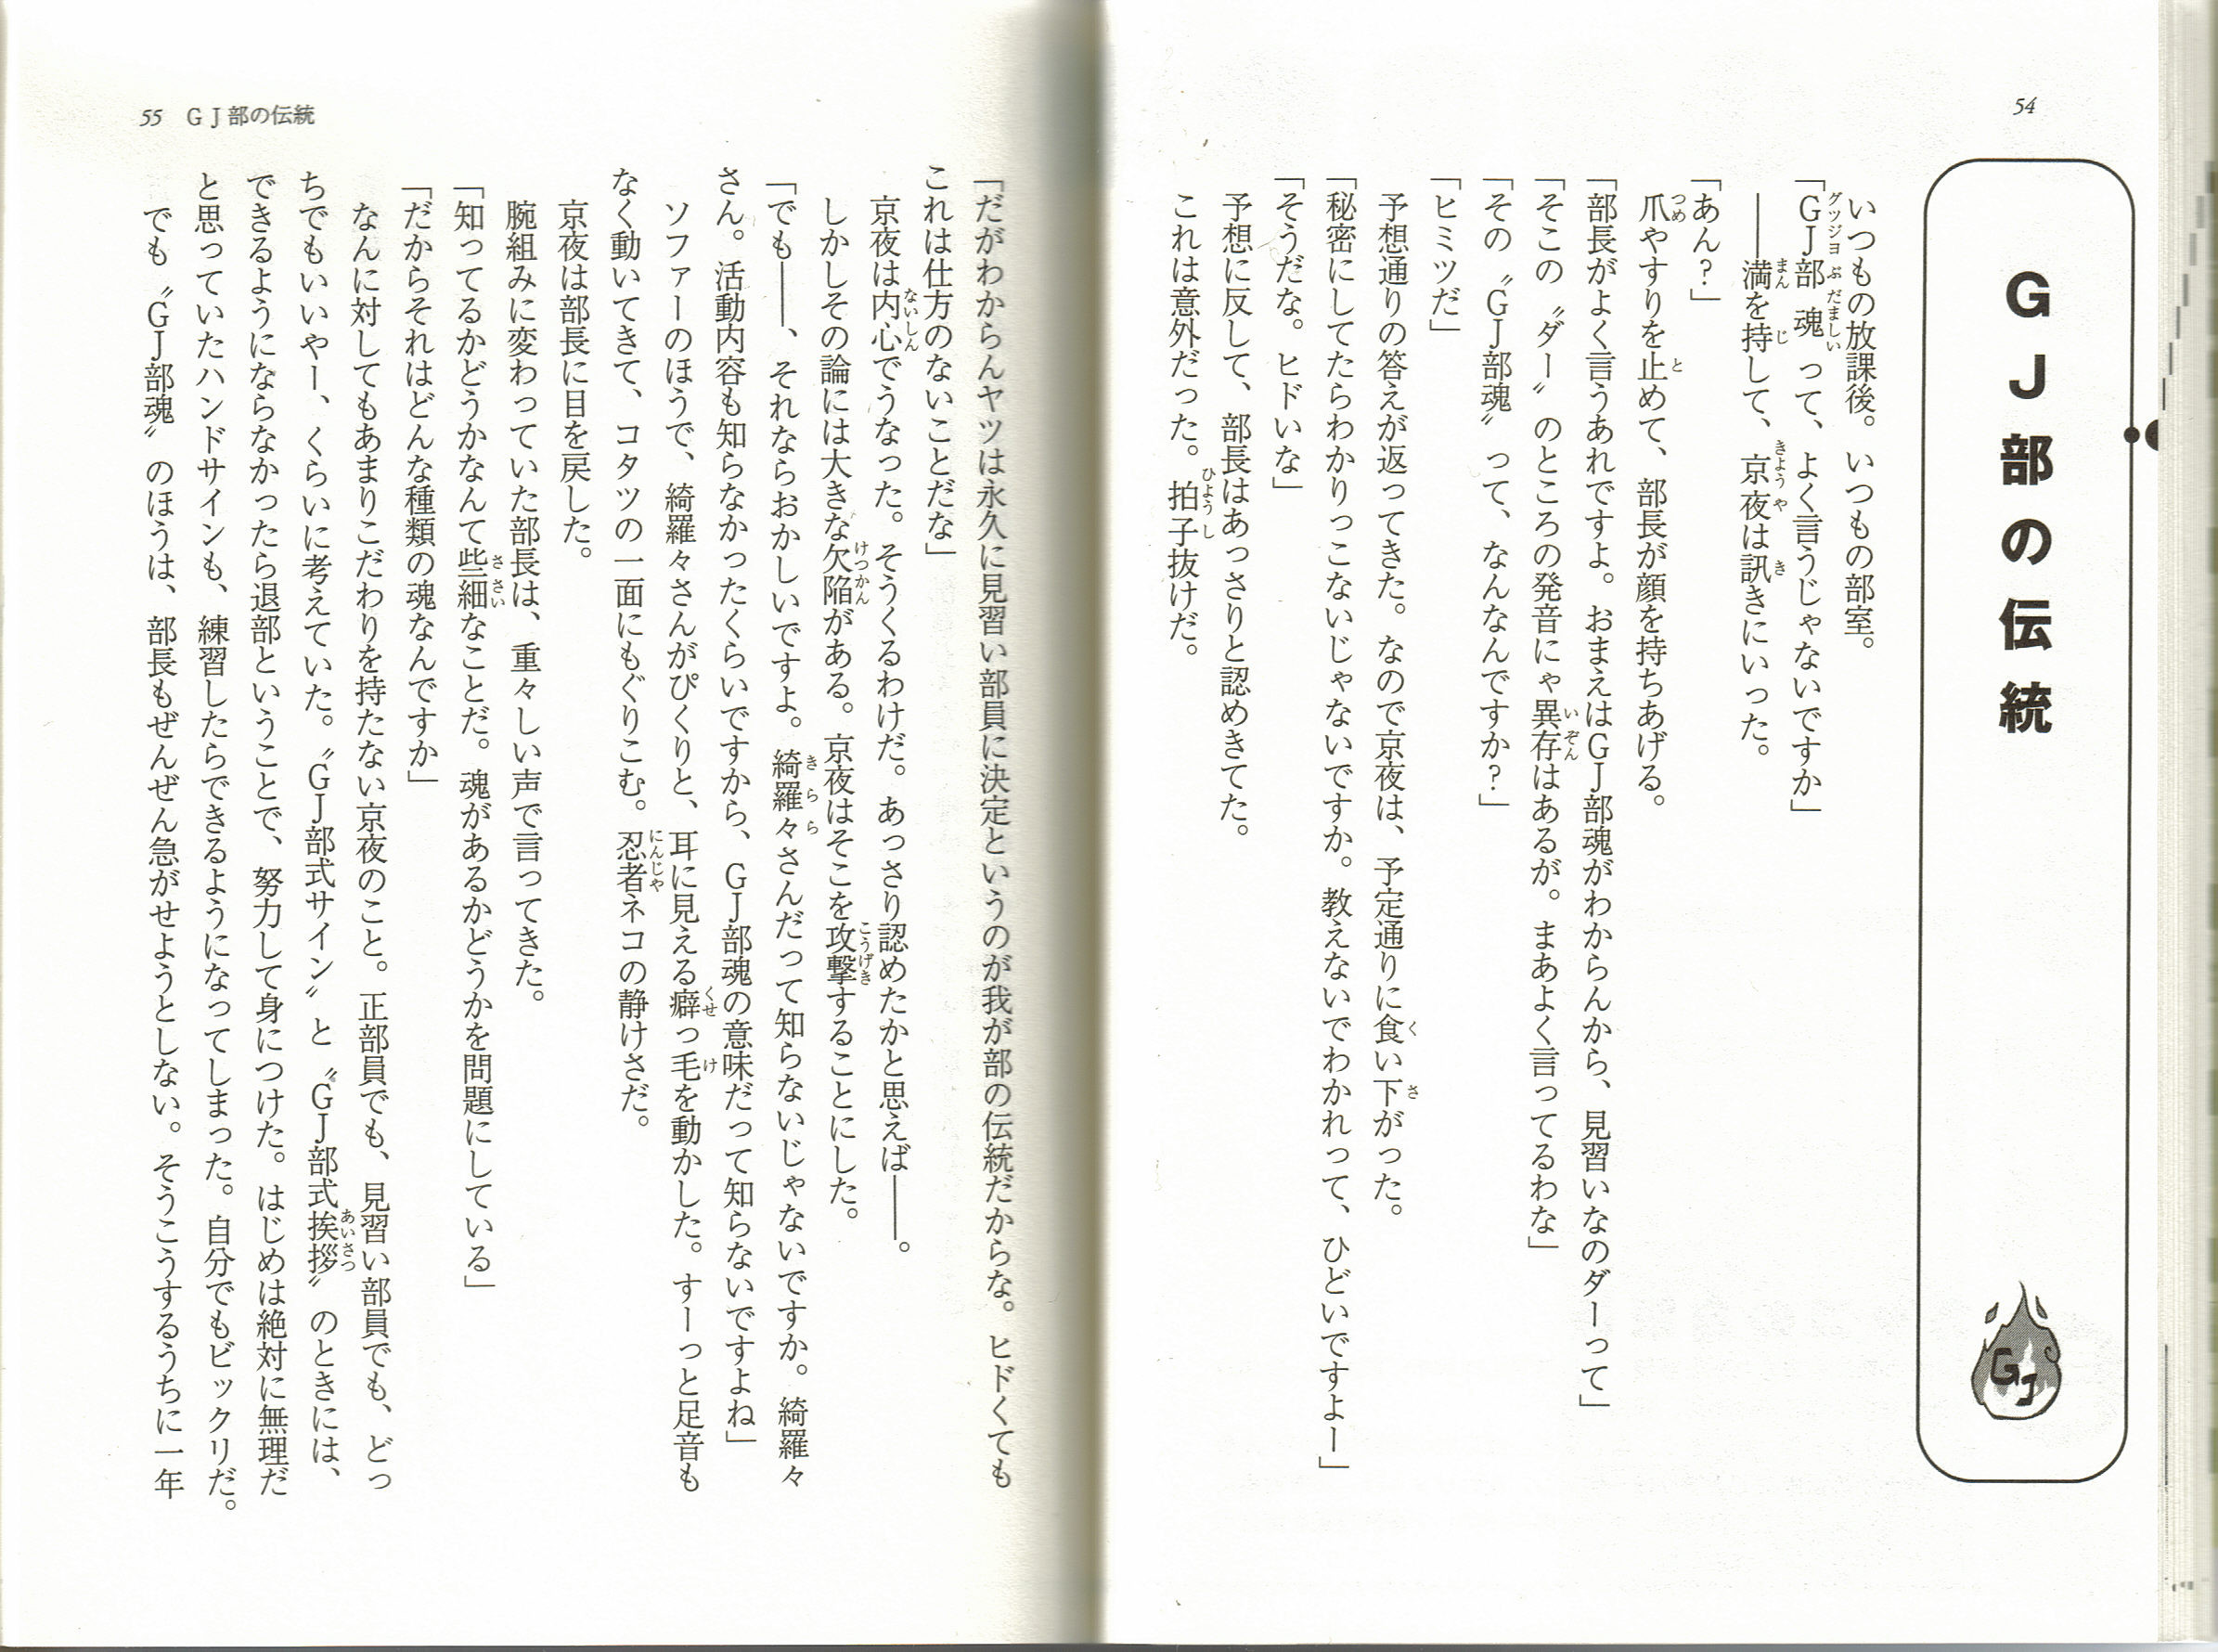 54
GJ部の伝統
GJ
いつもの放課後。いつもの部室。
「GJ部魂って、よく言うじゃないですか」
――満を持して、京夜は訊きにいった。
「あん？」
爪やすりを止めて、部長が顔を持ちあげる。
「部長がよく言うあれですよ。おまえはGJ部魂がわからんから、見習いなのダーって」
「そこの〝ダー〟のところの発音にゃ異存はあるが。まあよく言ってるわな」
「その〝GJ部魂〟って、なんなんですか？」
「ヒミツだ」
予想通りの答えが返ってきた。なので京夜は、予定通りに食い下がった。
「秘密にしてたらわかりっこないじゃないですか。教えないでわかれって、ひどいですよー」
「そうだな。ヒドいな」
予想に反して、部長はあっさりと認めきてた。
これは意外だった。拍子抜けだ。
55 GJ部の伝統
「だがわからんヤツは永久に見習い部員に決定というのが我が部の伝統だからな。ヒドくても
これは仕方のないことだな」
京夜は内心でうなった。そうくるわけだ。あっさり認めたかと思えば――。
しかしその論には大きな欠陥がある。京夜はそこを攻撃することにした。
「でも――、それならおかしいですよ。綺羅々さんだって知らないじゃないですか。綺羅々
さん。活動内容も知らなかったくらいですから、GJ部魂の意味だって知らないですよね」
ソファーのほうで、綺羅々さんがぴくりと、耳に見える癖っ毛を動かした。すーっと足音も
なく動いてきて、コタツの一面にもぐりこむ。忍者ネコの静けさだ。
京夜は部長に目を戻した。
腕組みに変わっていた部長は、重々しい声で言ってきた。
「知ってるかどうかなんて些細なことだ。魂があるかどうかを問題にしている」
「だからそれはどんな種類の魂なんですか」
なんに対してもあまりこだわりを持たない京夜のこと。正部員でも、見習い部員でも、どっ
ちでもいいやー、くらいに考えていた。〝GJ部式サイン〟と〝GJ部式挨拶〟のときには、
できるようにならなかったら退部ということで、努力して身につけた。はじめは絶対に無理だ
と思っていたハンドサインも、練習したらできるようになってしまった。自分でもビックリだ。
でも〝GJ部魂〟のほうは、部長もぜんぜん急がせようとしない。そうこうするうちに一年